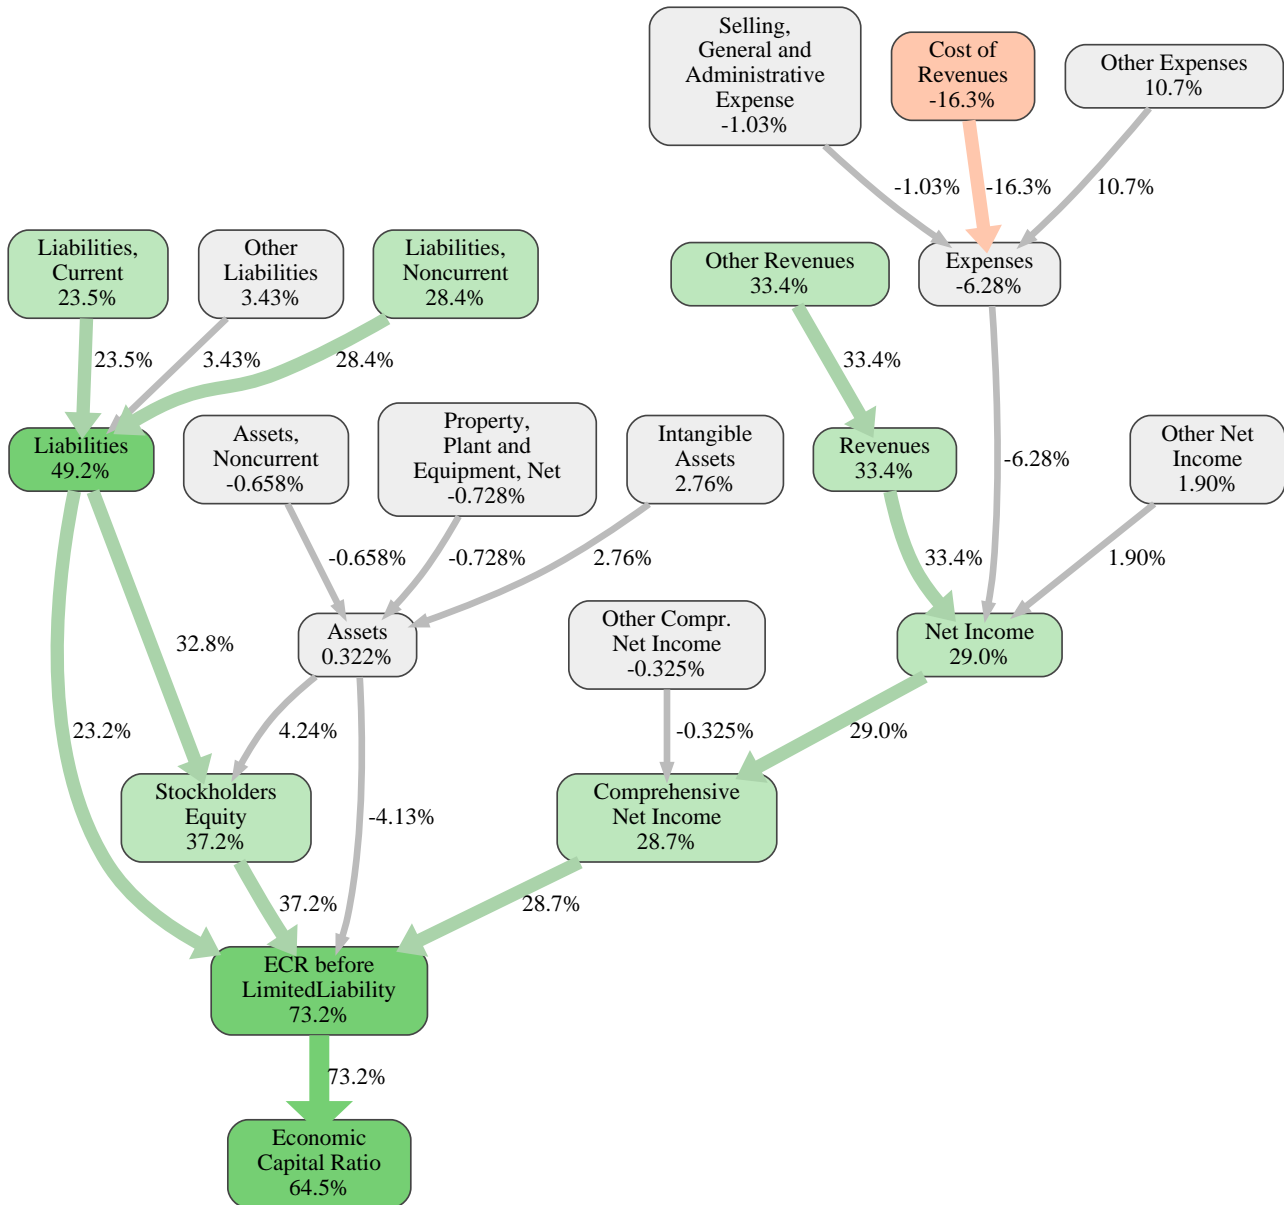 Selling,
General and
Administrative
Expense
-1.03%
Cost of
Revenues
-16.3%
Other Expenses
10.7%
-1.03%
-16.3%
10.7%
Liabilities,
Current
23.5%
Other
Liabilities
3.43%
Liabilities,
Noncurrent
28.4%
Other Revenues
33.4%
Expenses
-6.28%
23.5%
3.43%
28.4%
33.4%
Liabilities
49.2%
Assets,
Noncurrent
-0.658%
Property,
Plant and
Equipment, Net
-0.728%
Intangible
Assets
2.76%
Revenues
33.4%
-6.28%
Other Net
Income
1.90%
-0.658%
-0.728%
2.76%
33.4%
1.90%
32.8%
Assets
0.322%
Other Compr.
Net Income
-0.325%
Net Income
29.0%
23.2%
4.24%
-0.325%
29.0%
Stockholders
Equity
37.2%
-4.13%
Comprehensive
Net Income
28.7%
37.2%
28.7%
ECR before
LimitedLiability
73.2%
73.2%
Economic
Capital Ratio
64.5%